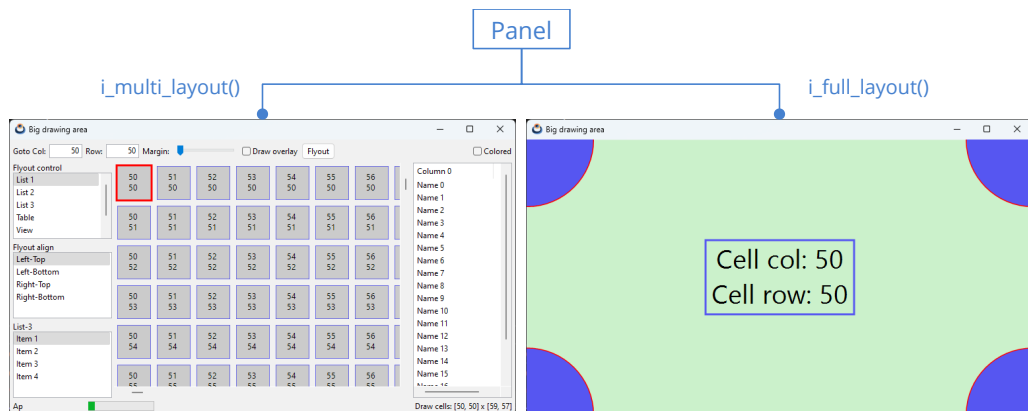 Panel
i_multi_layout()
i_full_layout()
Big drawing area
Goto Col: 50 Row: 50 Margin: Draw overlay Flyout Colored
Flyout control
List 1
List 2
List 3
Table
View
Flyout align
Left-Top
Left-Bottom
Right-Top
Right-Bottom
List-3
Item 1
Item 2
Item 3
Item 4
50 51 52 53 54 55 56
50 50 50 50 50 50 50
50 51 52 53 54 55 56
51 51 51 51 51 51 51
50 51 52 53 54 55 56
52 52 52 52 52 52 52
50 51 52 53 54 55 56
53 53 53 53 53 53 53
50 51 52 53 54 55 56
54 54 54 54 54 54 54
50 51 52 53 54 55 56
Column 0
Name 0
Name 1
Name 2
Name 3
Name 4
Name 5
Name 6
Name 7
Name 8
Name 9
Name 10
Name 11
Name 12
Name 13
Name 14
Name 15
Ap
Draw cells: [50, 50] x [59, 57]
Big drawing area
Cell col: 50
Cell row: 50